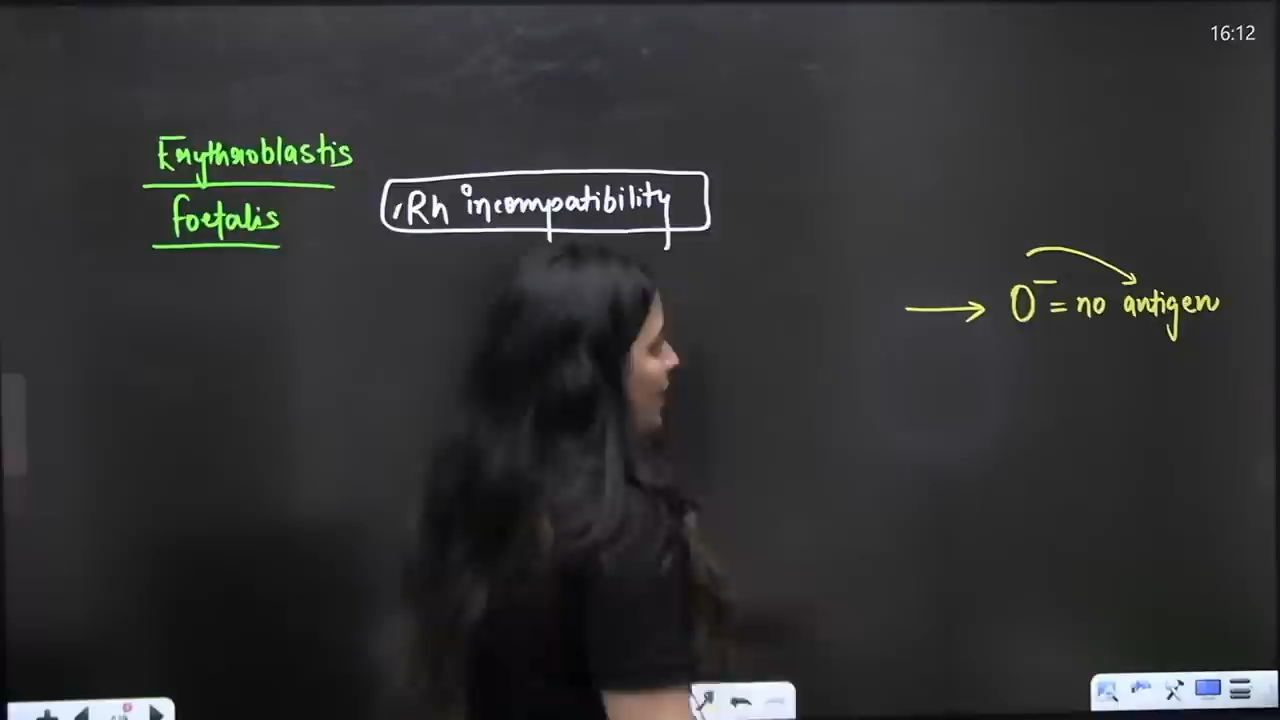 16:12
Erythroblastis
foetalis
Rh incompatibility
→ O⁻ = no antigen